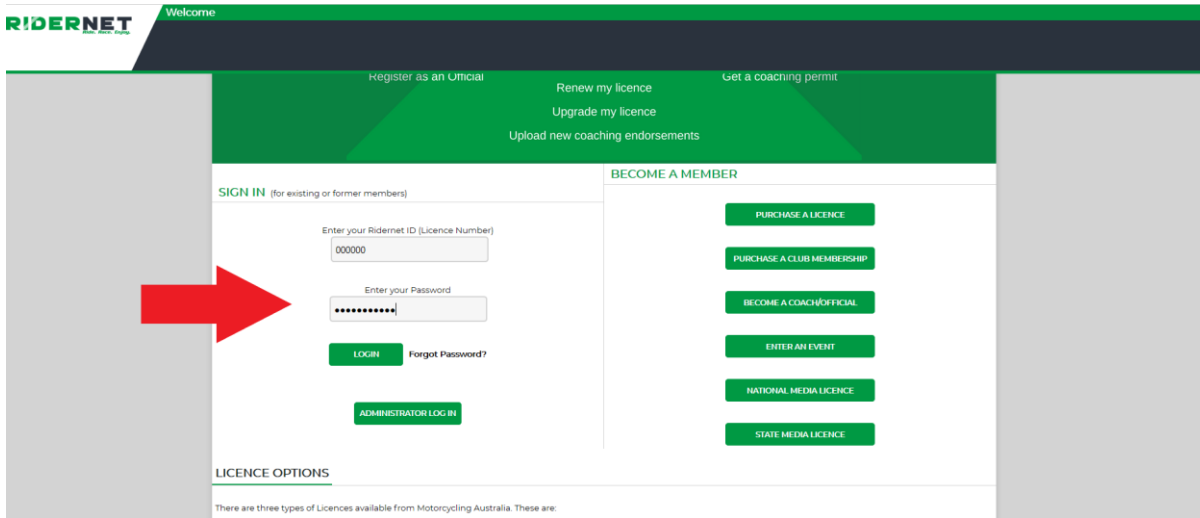 Welcome
RIDERNET
Ride. Race. Enjoy.
Register as an Official
Get a coaching permit
Renew my licence
Upgrade my licence
Upload new coaching endorsements
SIGN IN (for existing or former members)
Enter your Ridernet ID (Licence Number)
000000
Enter your Password
•••••••••••
LOGIN Forgot Password?
ADMINISTRATOR LOG IN
BECOME A MEMBER
PURCHASE A LICENCE
PURCHASE A CLUB MEMBERSHIP
BECOME A COACH/OFFICIAL
ENTER AN EVENT
NATIONAL MEDIA LICENCE
STATE MEDIA LICENCE
LICENCE OPTIONS
There are three types of Licences available from Motorcycling Australia. These are: